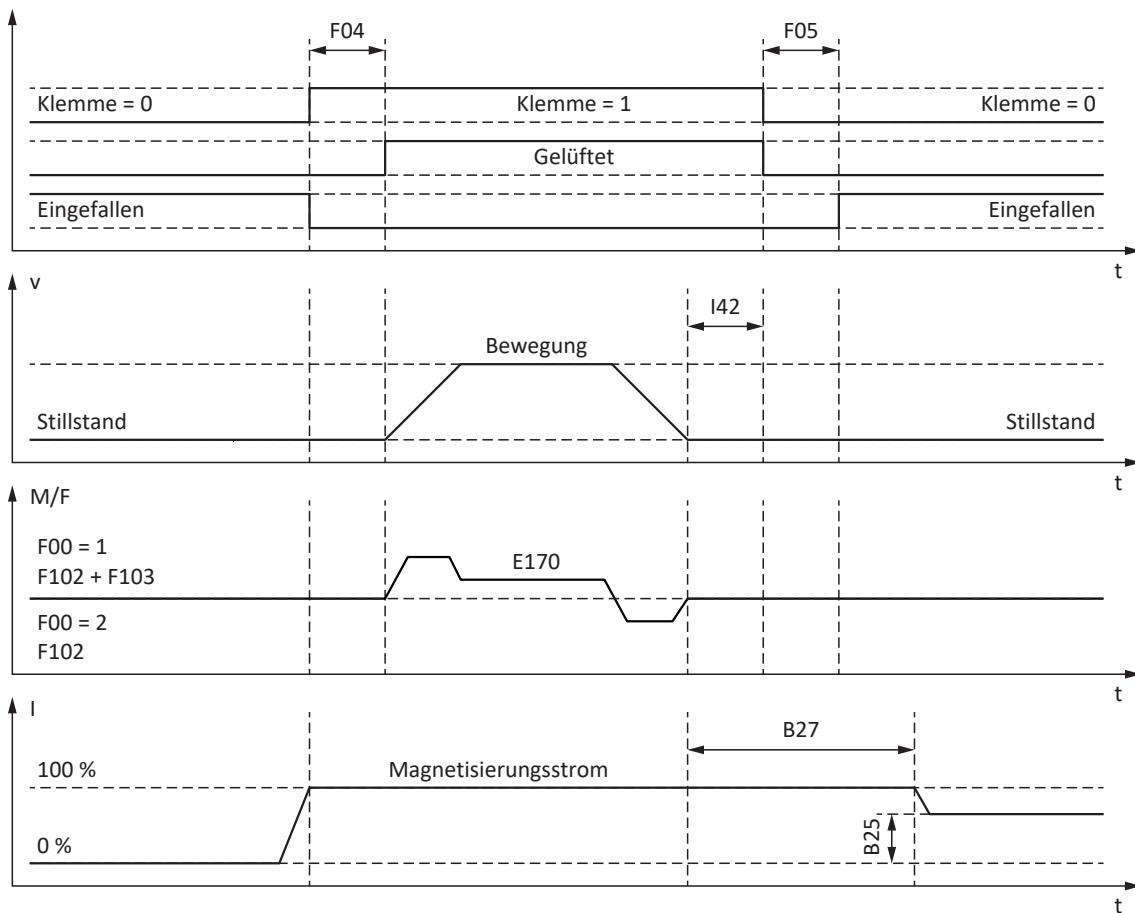 F04
F05
Klemme = 0
Klemme = 1
Klemme = 0
Gelüftet
Eingefallen
Eingefallen
t
v
I42
Bewegung
Stillstand
Stillstand
t
M/F
F00 = 1
F102 + F103
E170
F00 = 2
F102
t
I
B27
100 %
Magnetisierungsstrom
B25
0 %
t